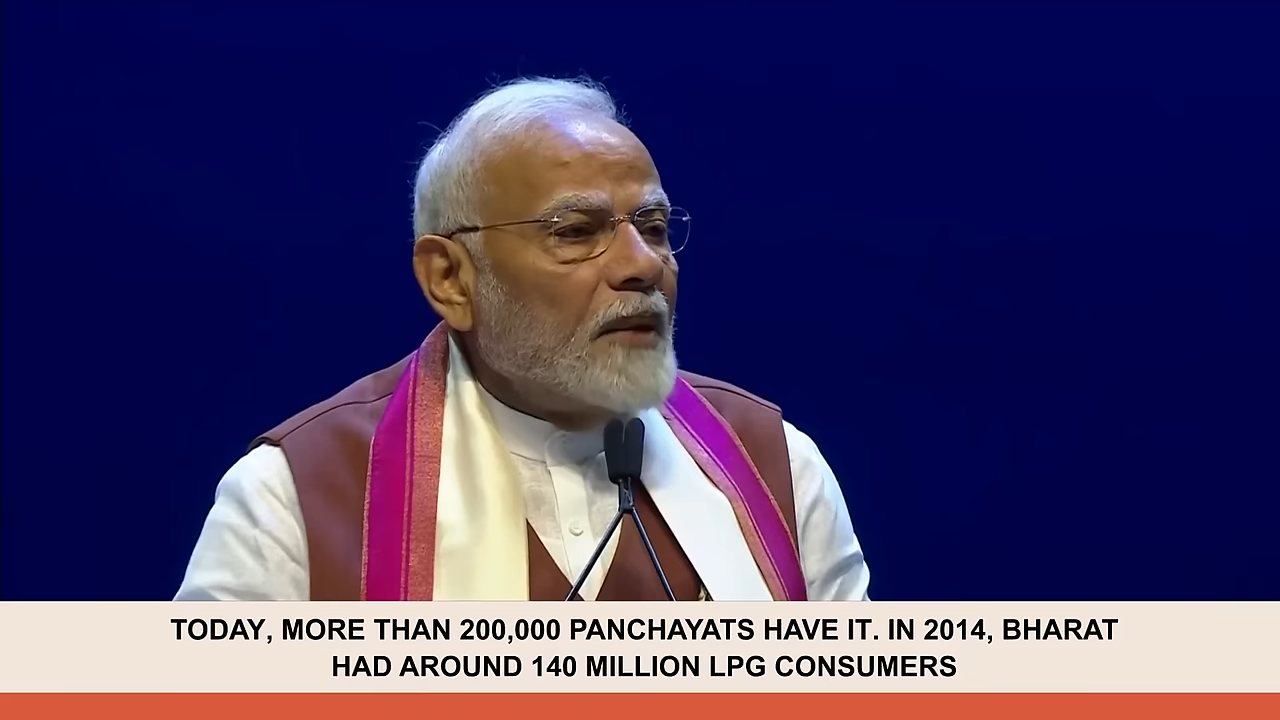 TODAY, MORE THAN 200,000 PANCHAYATS HAVE IT. IN 2014, BHARAT
HAD AROUND 140 MILLION LPG CONSUMERS